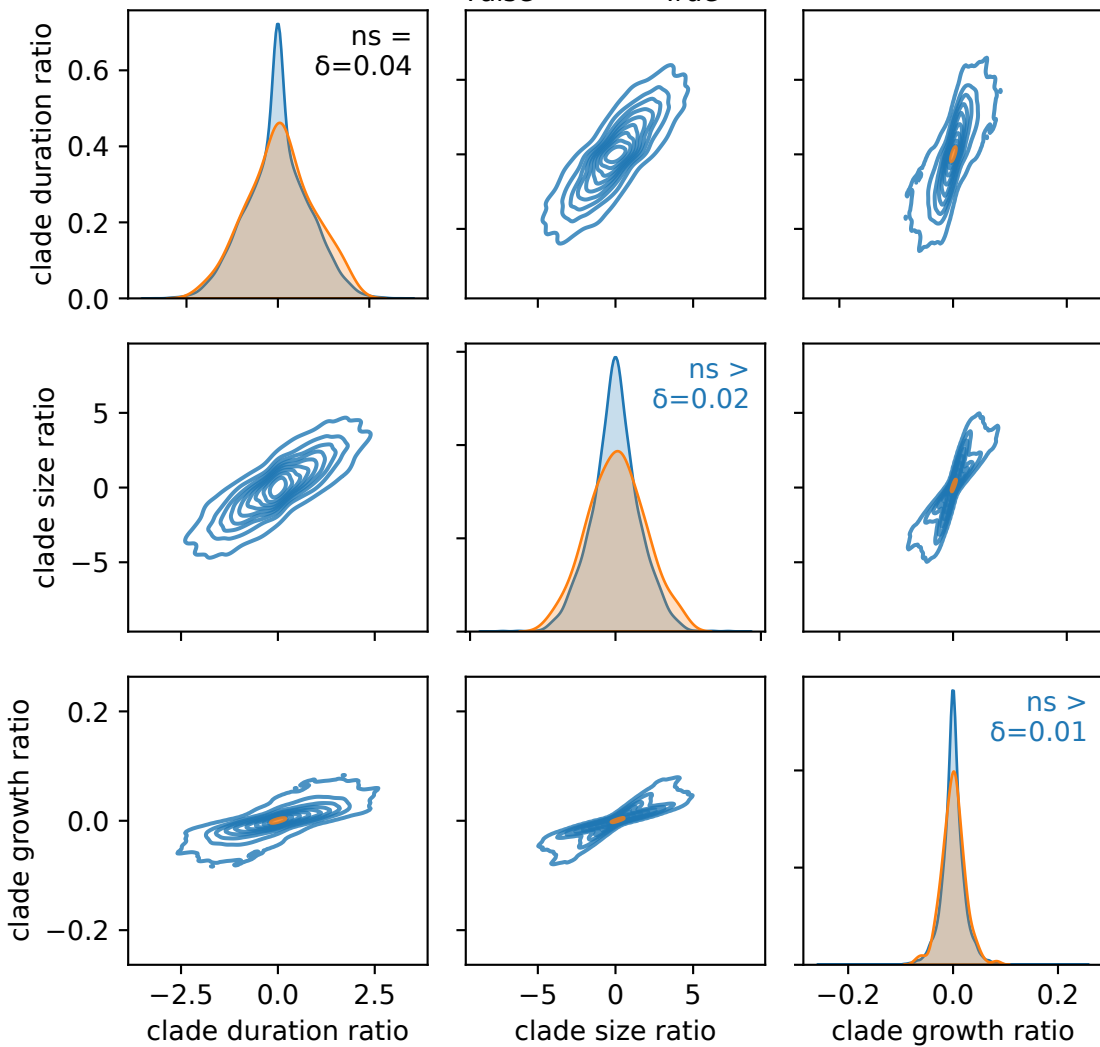 clade duration ratio
0.6
0.4
0.2
0.0
ns =
δ=0.04
clade size ratio
5
0
−5
ns >
δ=0.02
clade growth ratio
0.2
0.0
−0.2
ns >
δ=0.01
−2.5 0.0 2.5
−5 0 5
−0.2 0.0 0.2
clade duration ratio
clade size ratio
clade growth ratio